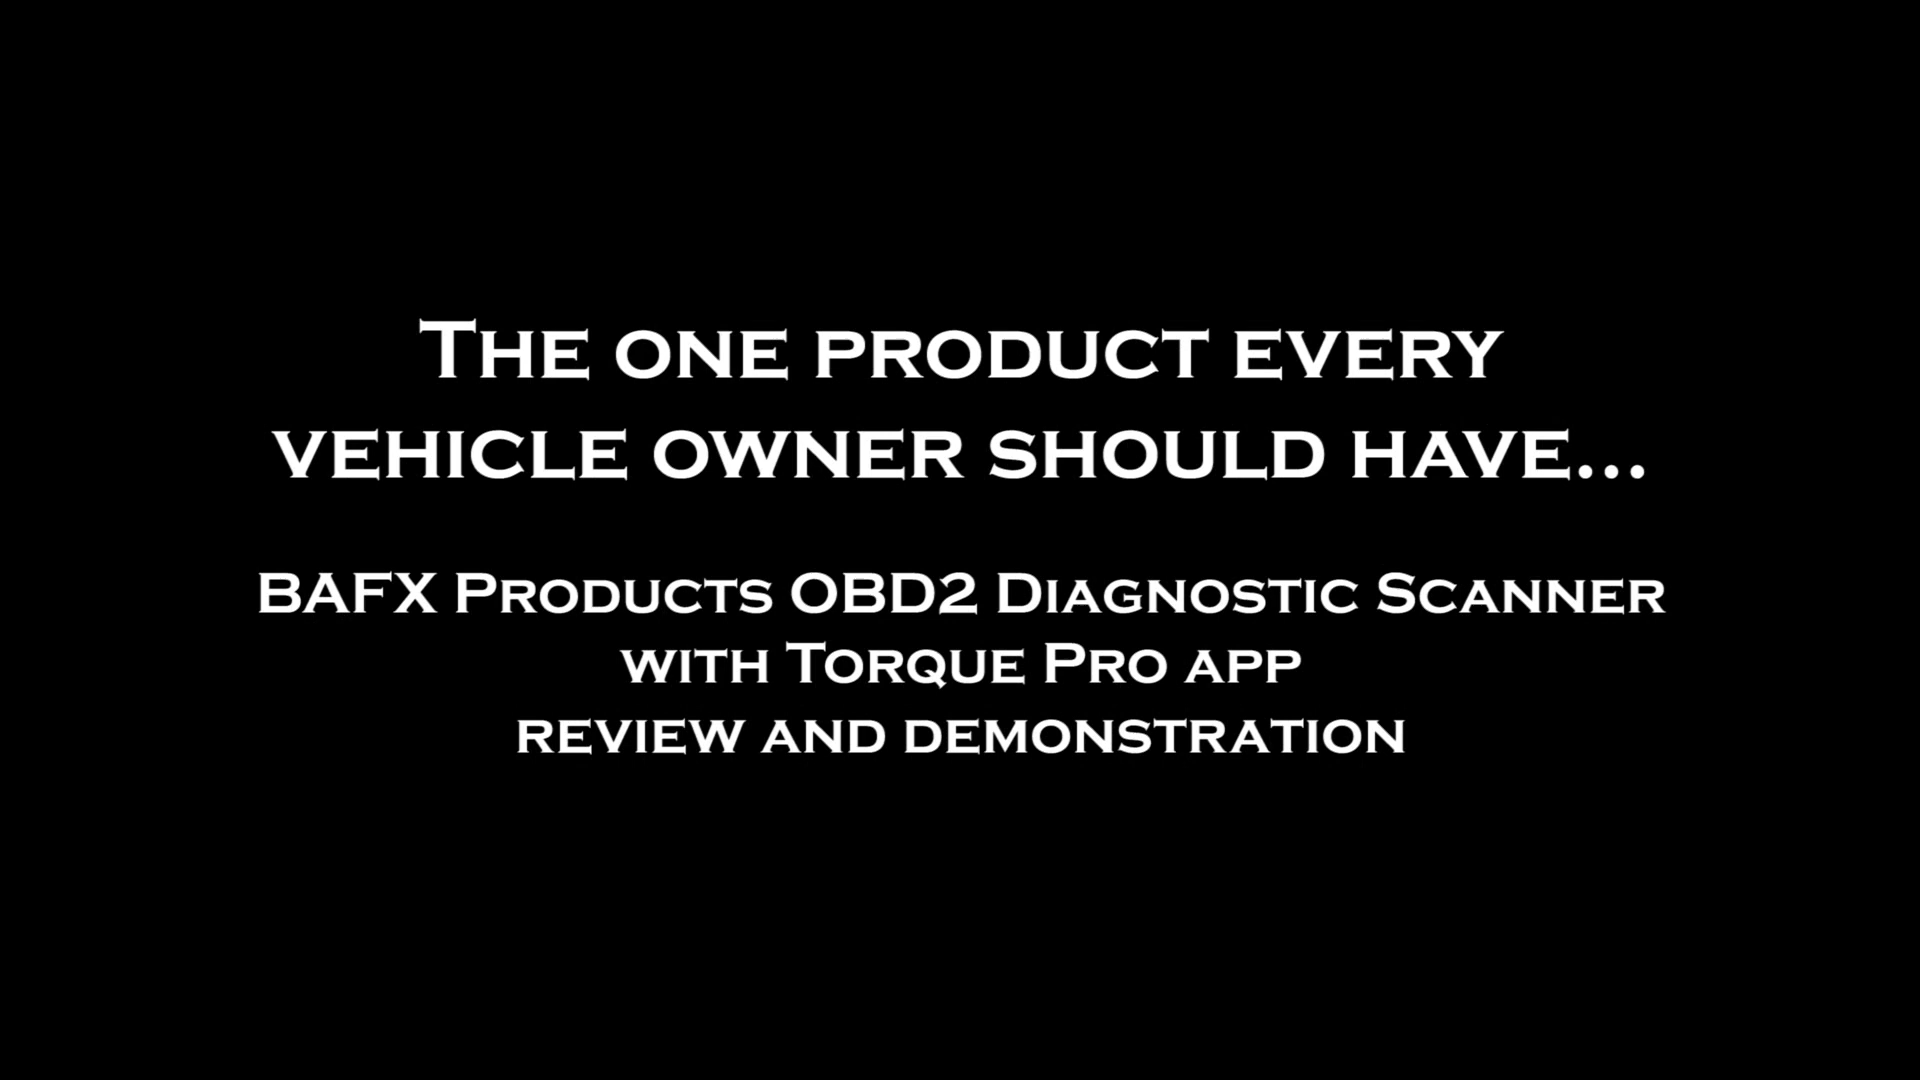 The one product every
vehicle owner should have...
BAFX Products OBD2 Diagnostic Scanner
with Torque Pro app
review and demonstration